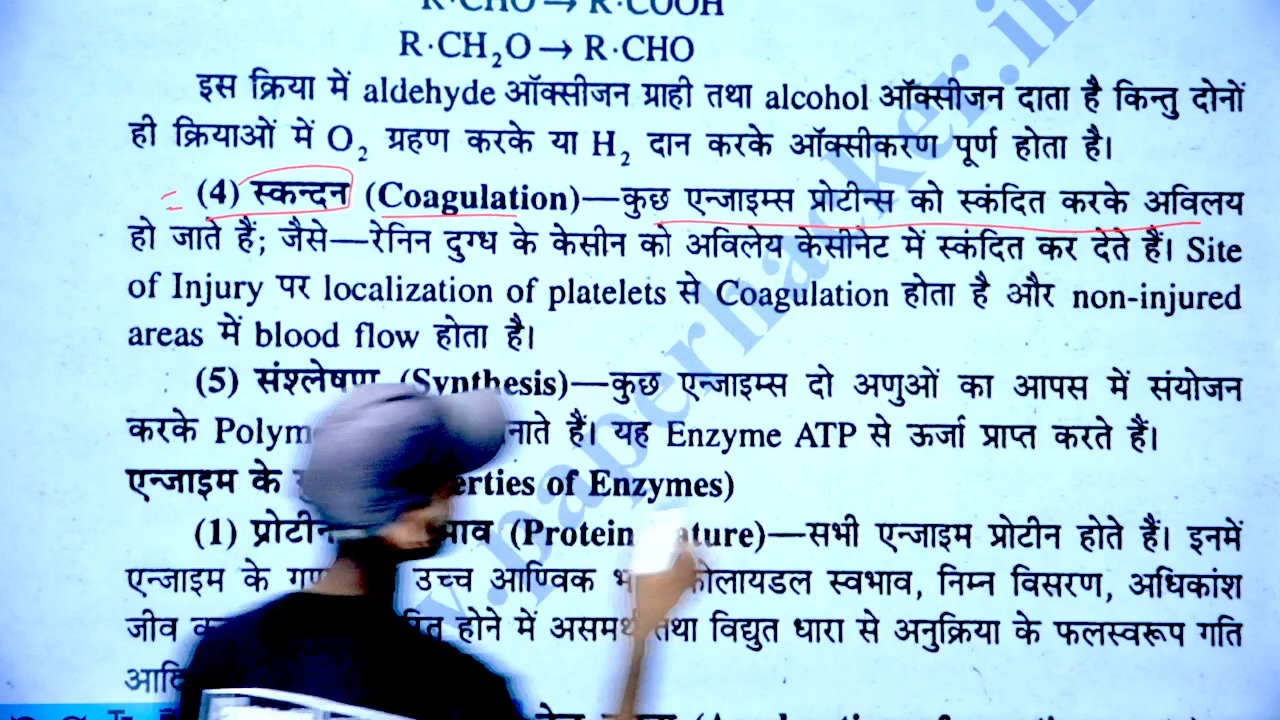 R·CHO → R·COOH
R·CH₂O → R·CHO
इस क्रिया में aldehyde ऑक्सीजन ग्राही तथा alcohol ऑक्सीजन दाता है किन्तु दोनों
ही क्रियाओं में O₂ ग्रहण करके या H₂ दान करके ऑक्सीकरण पूर्ण होता है।
(4) स्कन्दन (Coagulation)—कुछ एन्जाइम्स प्रोटीन्स को स्कंदित करके अविलय
हो जाते हैं; जैसे—रेनिन दुग्ध के केसीन को अविलेय केसीनेट में स्कंदित कर देते हैं। Site
of Injury पर localization of platelets से Coagulation होता है और non-injured
areas में blood flow होता है।
(5) संश्लेषण (Synthesis)—कुछ एन्जाइम्स दो अणुओं का आपस में संयोजन
करके हैं। यह Enzyme ATP से ऊर्जा प्राप्त करते हैं।
एन्जाइम के of Enzymes)
(1) प्रोटीन (Protein —सभी एन्जाइम प्रोटीन होते हैं। इनमें
एन्जाइम के उच्च आण्विक स्वभाव, निम्न विसरण, अधिकांश
जीव होने में असमर्थ तथा विद्युत धारा से अनुक्रिया के फलस्वरूप गति
paperhacker.in